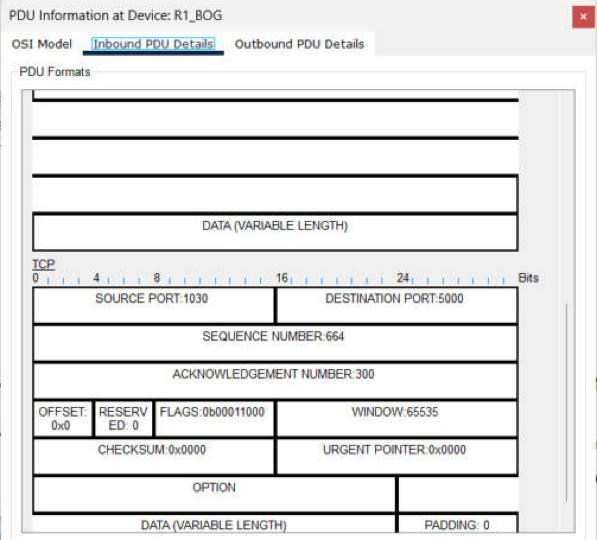 PDU Information at Device: R1_BOG
OSI Model Inbound PDU Details Outbound PDU Details
PDU Formats
DATA (VARIABLE LENGTH)
TCP
0 4 8 16 24 Bits
SOURCE PORT:1030 DESTINATION PORT:5000
SEQUENCE NUMBER:664
ACKNOWLEDGEMENT NUMBER:300
OFFSET: RESERV FLAGS:0b00011000 WINDOW:65535
0x0 ED: 0
CHECKSUM:0x0000 URGENT POINTER:0x0000
OPTION
DATA (VARIABLE LENGTH) PADDING: 0